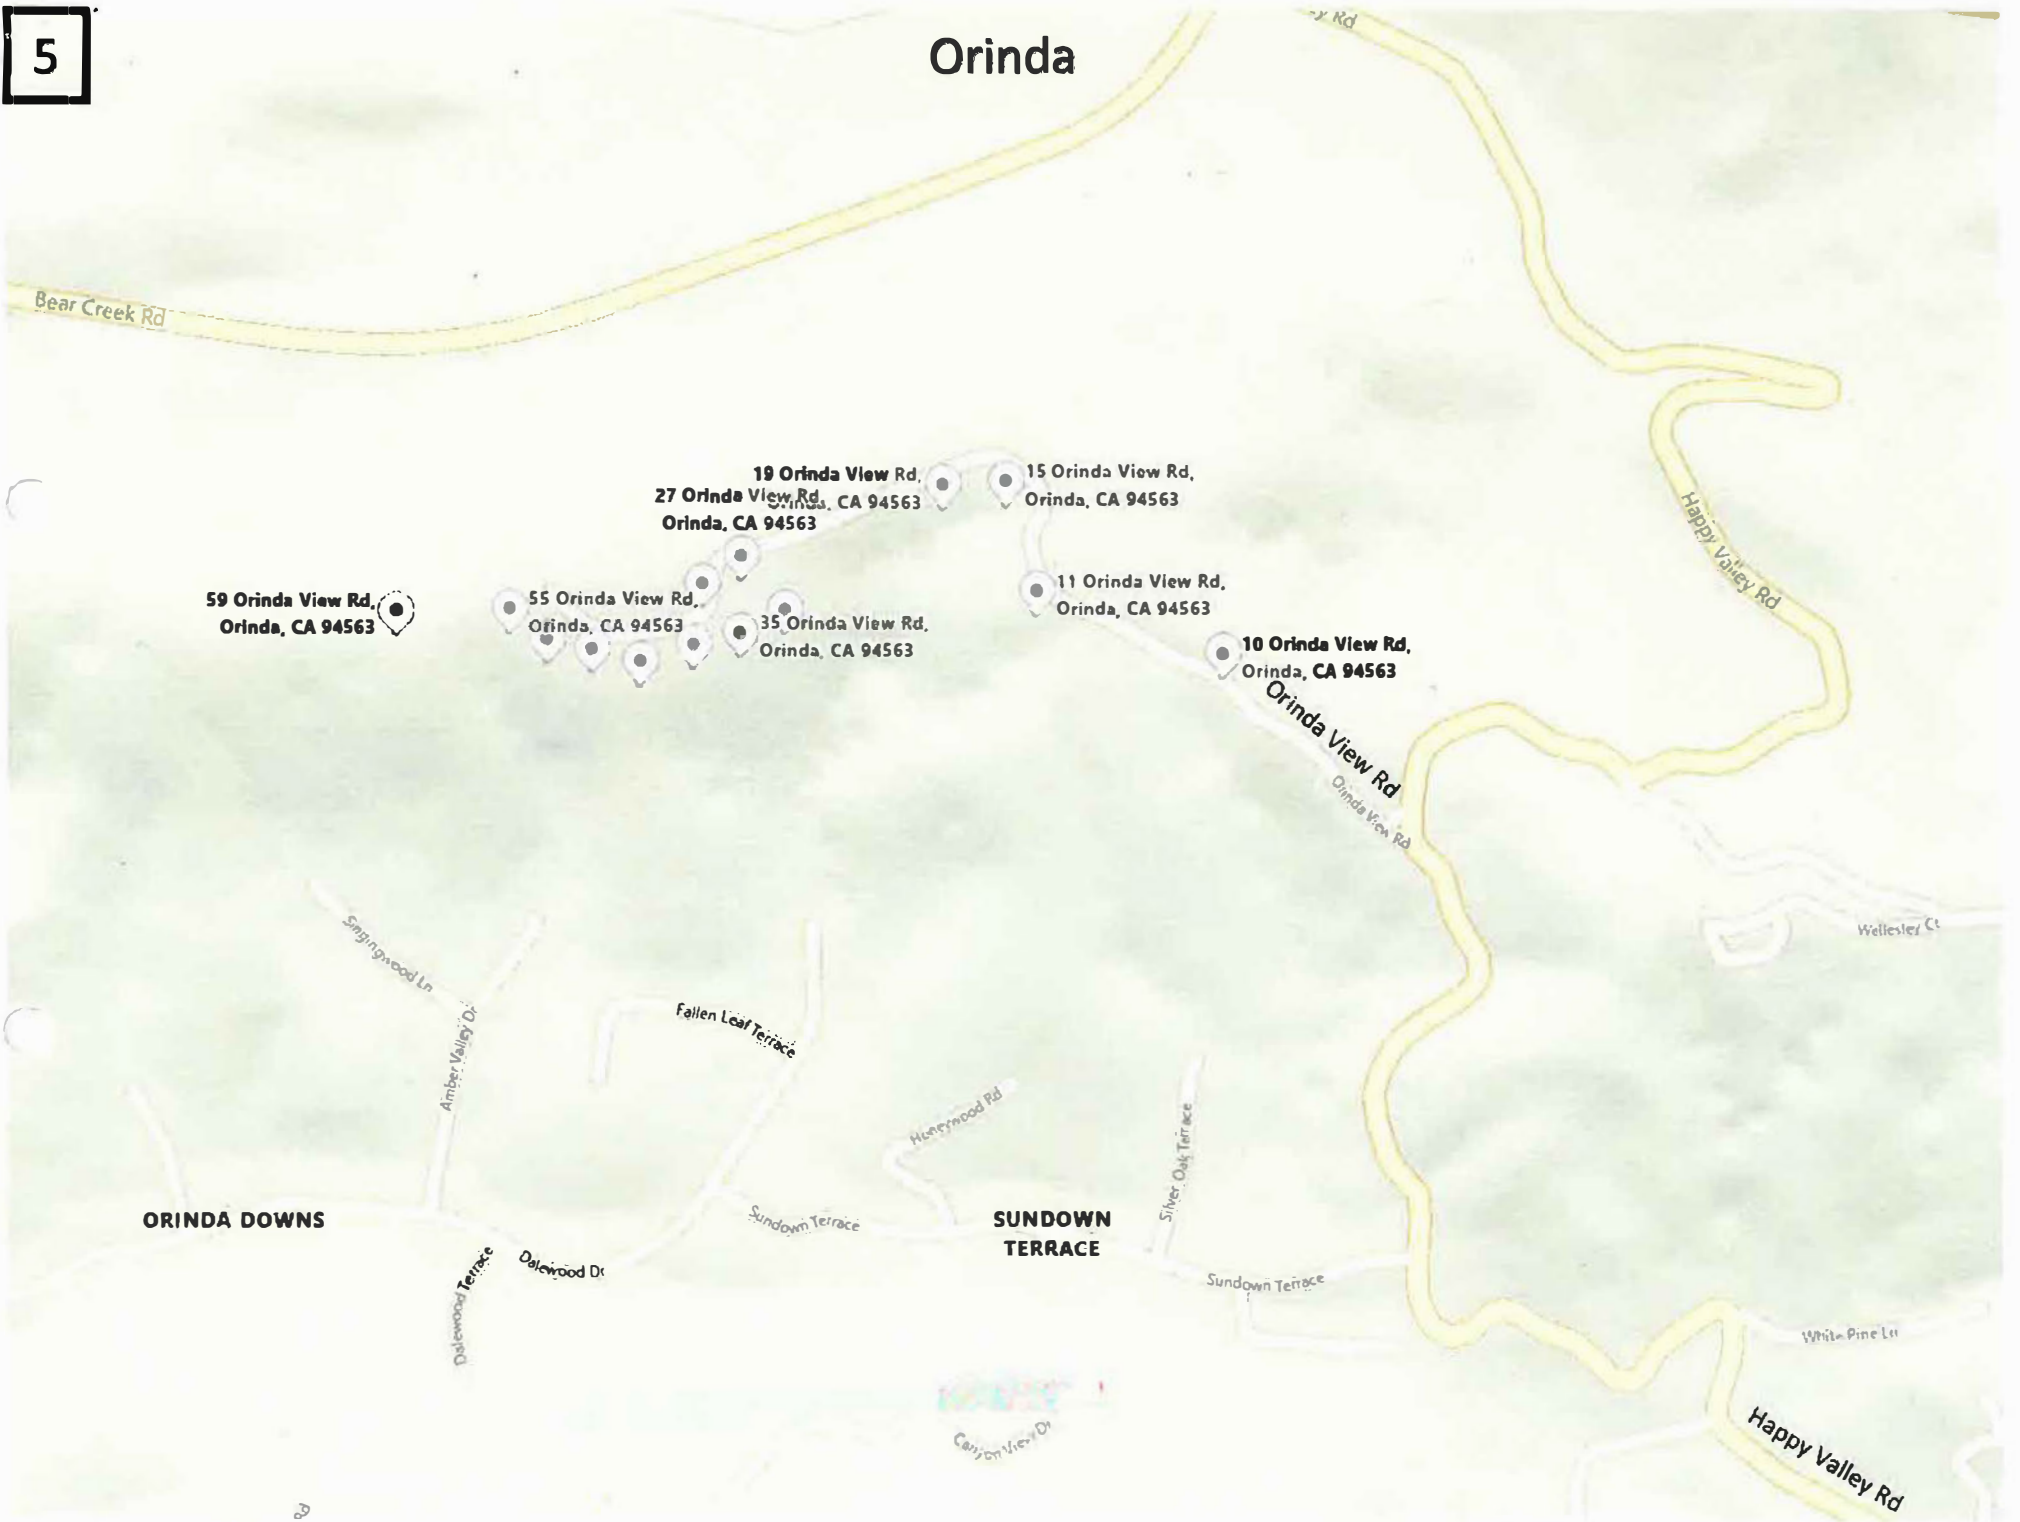 5
Orinda
y Rd
Bear Creek Rd
19 Orinda View Rd,
Orinda, CA 94563
15 Orinda View Rd,
Orinda, CA 94563
27 Orinda View Rd,
Orinda, CA 94563
Happy Valley Rd
59 Orinda View Rd,
Orinda, CA 94563
55 Orinda View Rd,
Orinda, CA 94563
11 Orinda View Rd,
Orinda, CA 94563
35 Orinda View Rd,
Orinda, CA 94563
10 Orinda View Rd,
Orinda, CA 94563
Orinda View Rd
Orinda View Rd
Singingwood Ln
Wellesley Ct
Amber Valley Dr
Fallen Leaf Terrace
Honeywood Rd
Silver Oak Terrace
ORINDA DOWNS
Sundown Terrace
SUNDOWN
TERRACE
Dalewood Terrace
Dalewood Dr
Sundown Terrace
White Pine Ln
Canyon View Dr
Happy Valley Rd